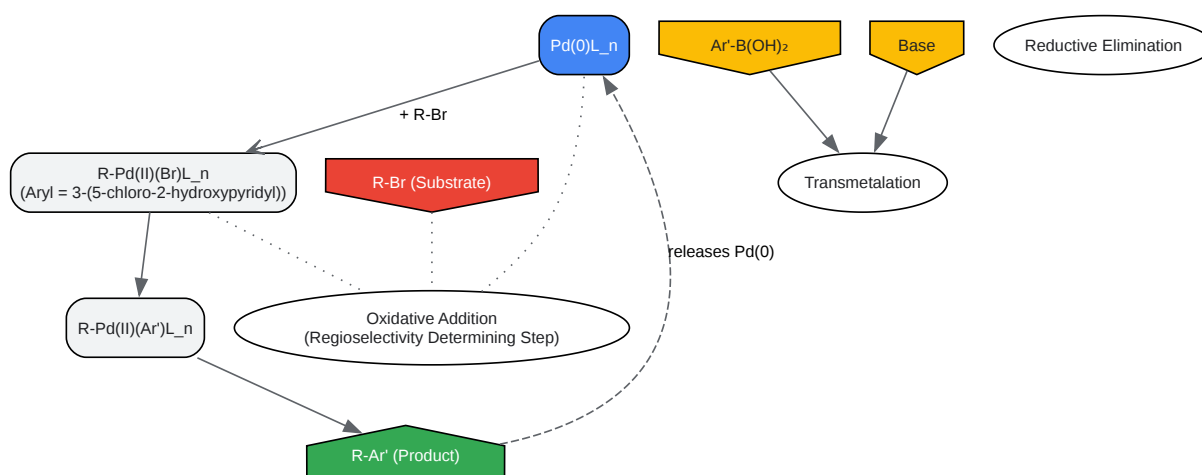 Pd(0)L_n
Ar'-B(OH)₂
Base
Reductive Elimination
+ R-Br
R-Pd(II)(Br)L_n
(Aryl = 3-(5-chloro-2-hydroxypyridyl))
R-Br (Substrate)
Transmetalation
releases Pd(0)
R-Pd(II)(Ar')L_n
Oxidative Addition
(Regioselectivity Determining Step)
R-Ar' (Product)